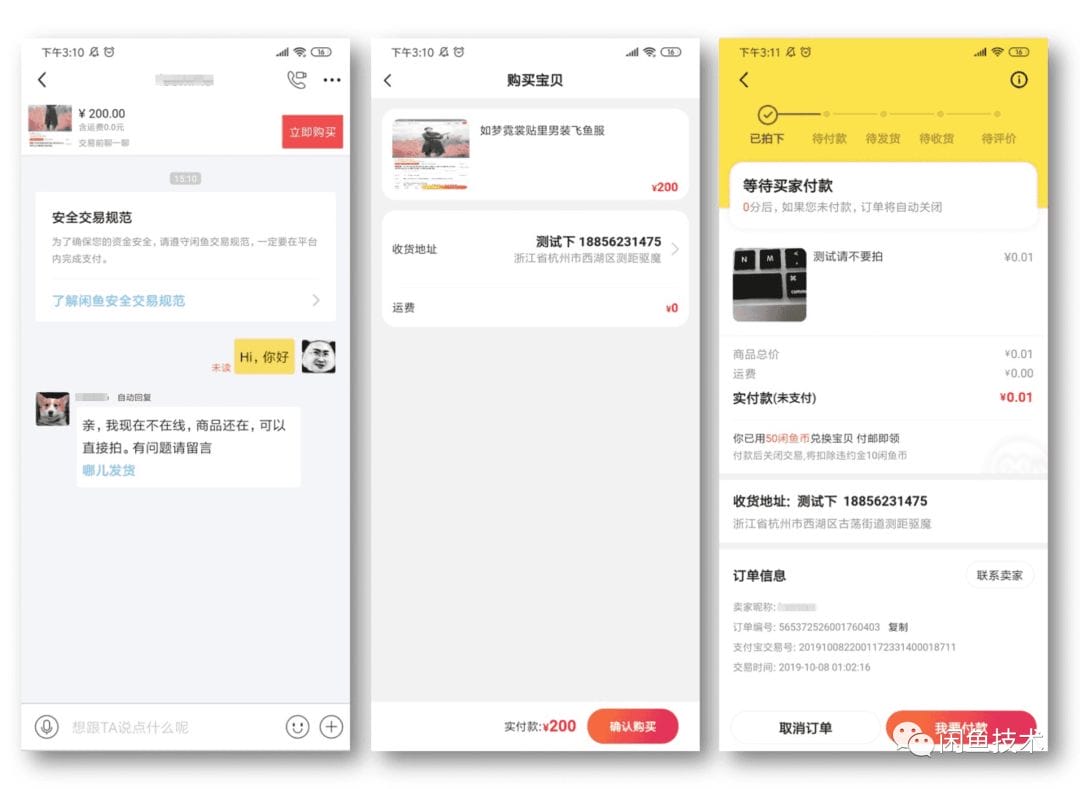 下午3:10
16
¥ 200.00
含运费0.0元
交易前聊一聊
立即购买
15:10
安全交易规范
为了确保您的资金安全，请遵守闲鱼交易规范，一定要在平台
内完成支付。
了解闲鱼安全交易规范
未读
Hi，你好
自动回复
亲，我现在不在线，商品还在，可以
直接拍。有问题请留言
哪儿发货
想跟TA说点什么呢
下午3:10
16
购买宝贝
如梦霓裳贴里男装飞鱼服
¥200
收货地址
测试下 18856231475
浙江省杭州市西湖区测距驱魔
运费
¥0
实付款:¥200
确认购买
下午3:11
16
已拍下
待付款
待发货
待收货
待评价
等待买家付款
0分后，如果您未付款，订单将自动关闭
N
M
<
,
⌘
comman
测试请不要拍
¥0.01
商品总价
¥0.01
运费
¥0.00
实付款(未支付)
¥0.01
你已用50闲鱼币兑换宝贝 付邮即领
付款后关闭交易,将扣除违约金10闲鱼币
收货地址: 测试下 18856231475
浙江省杭州市西湖区古荡街道测距驱魔
订单信息
联系卖家
卖家昵称:
订单编号: 565372526001760403 复制
支付宝交易号: 2019100822001172331400018711
交易时间: 2019-10-08 01:02:16
取消订单
我要付款
闲鱼技术